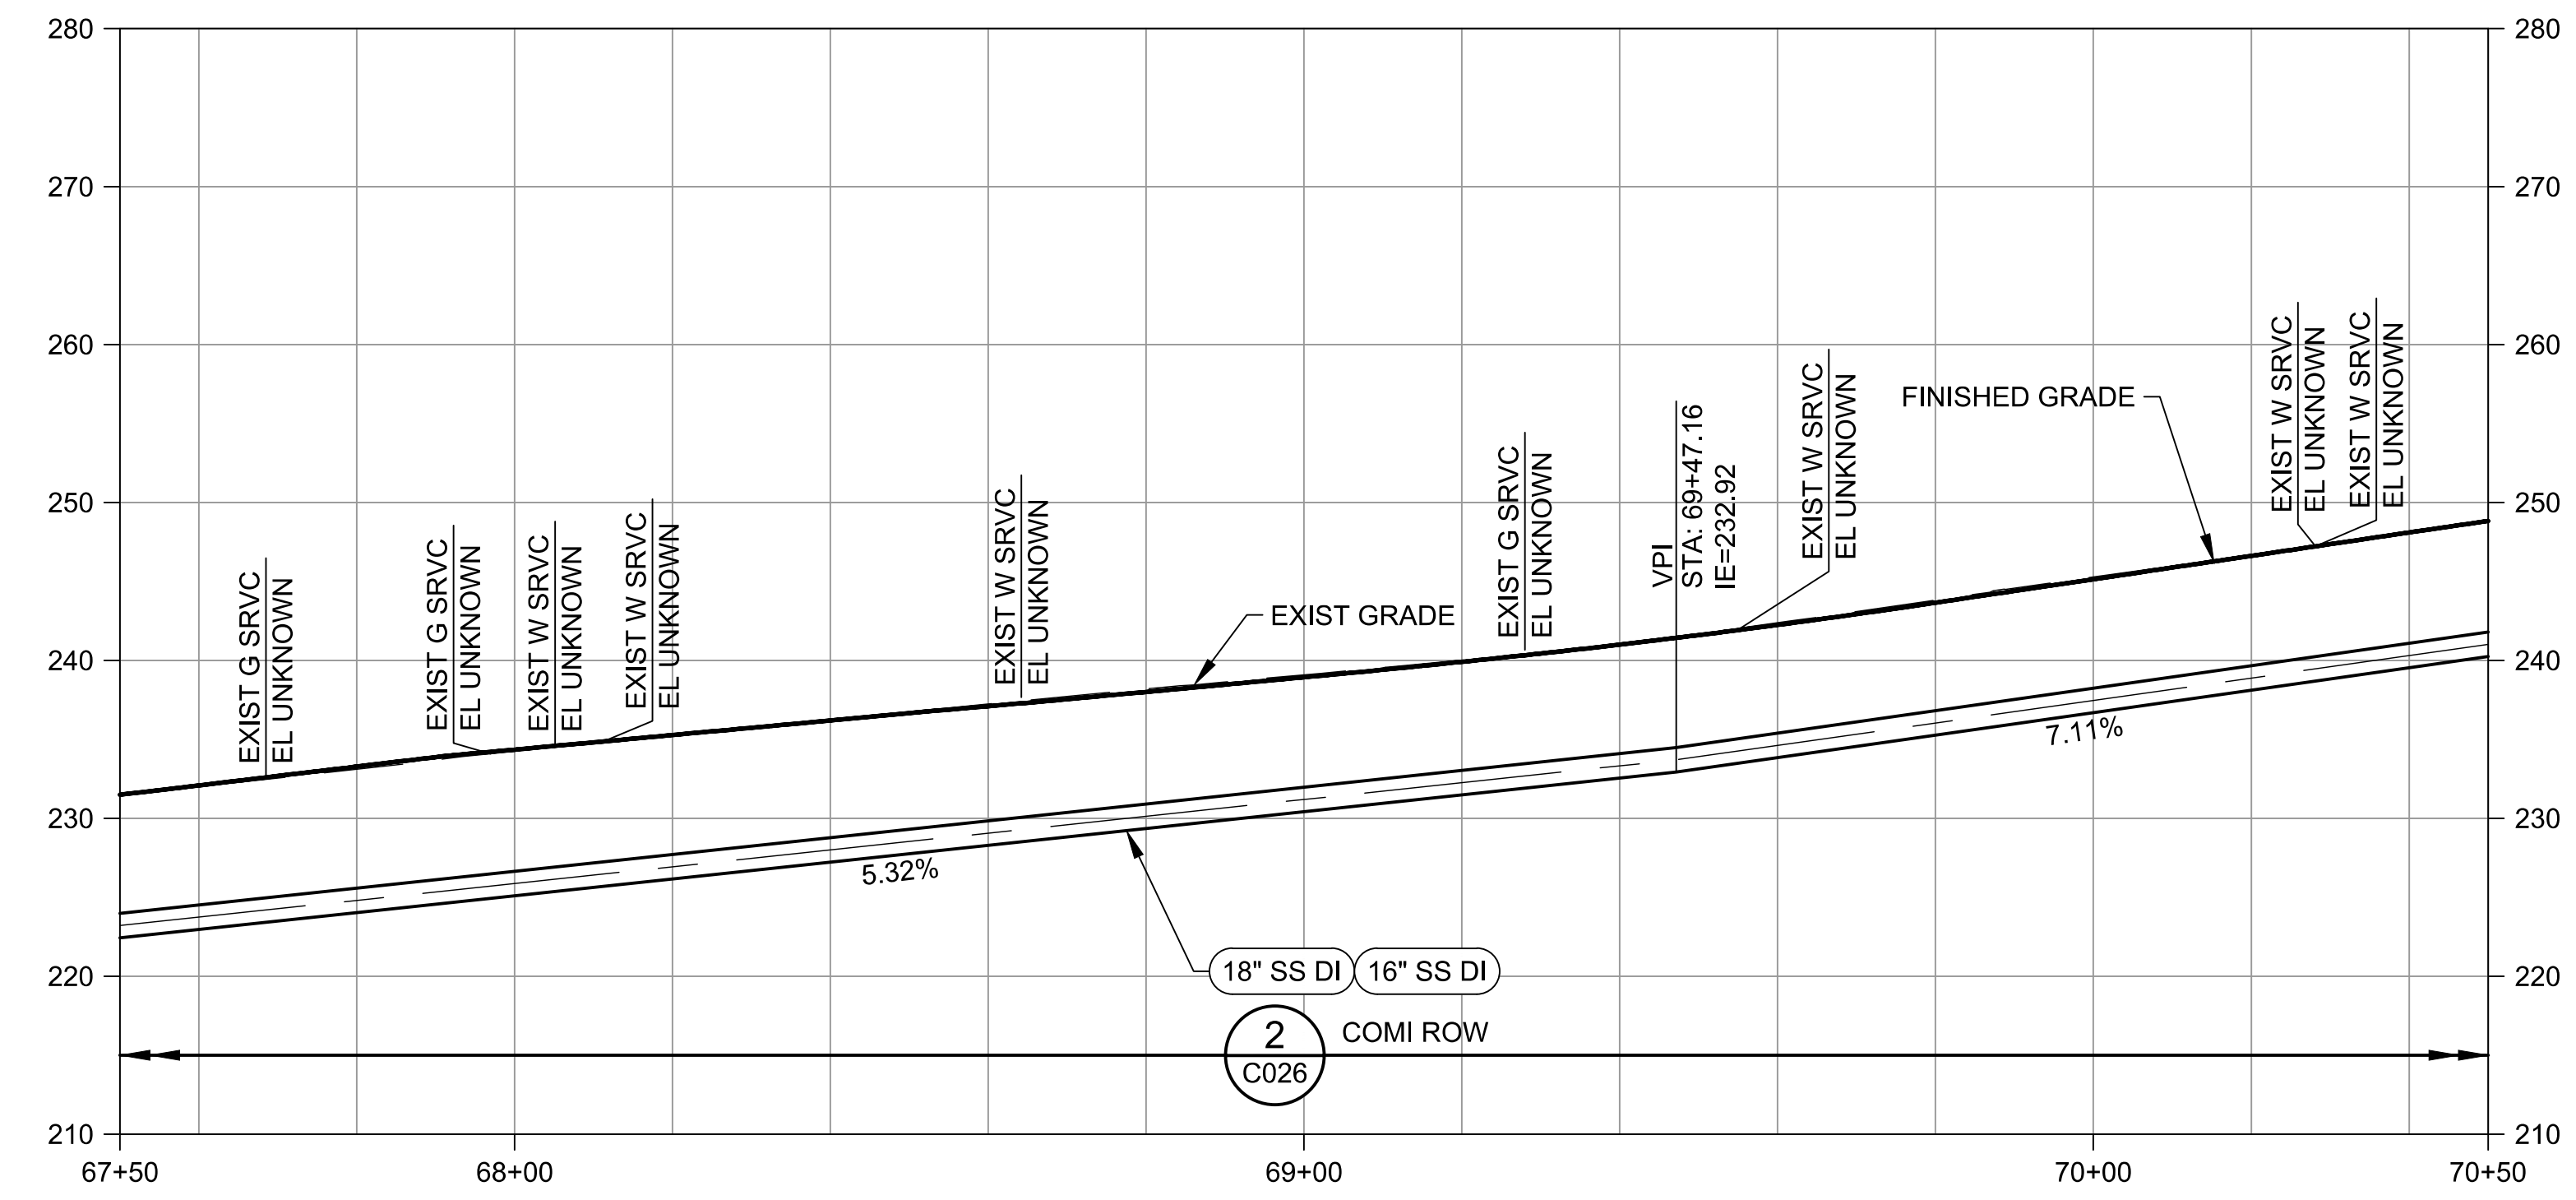 280
280
270
270
260
260
250
250
240
240
230
230
220
220
210
210
EXIST G SRVC
EL UNKNOWN
EXIST G SRVC
EL UNKNOWN
EXIST W SRVC
EL UNKNOWN
EXIST W SRVC
EL UNKNOWN
EXIST W SRVC
EL UNKNOWN
EXIST GRADE
EXIST G SRVC
EL UNKNOWN
VPI
STA: 69+47.16
IE=232.92
EXIST W SRVC
EL UNKNOWN
FINISHED GRADE
EXIST W SRVC
EL UNKNOWN
EXIST W SRVC
EL UNKNOWN
5.32%
7.11%
18" SS DI
16" SS DI
2
C026
COMI ROW
67+50
68+00
69+00
70+00
70+50